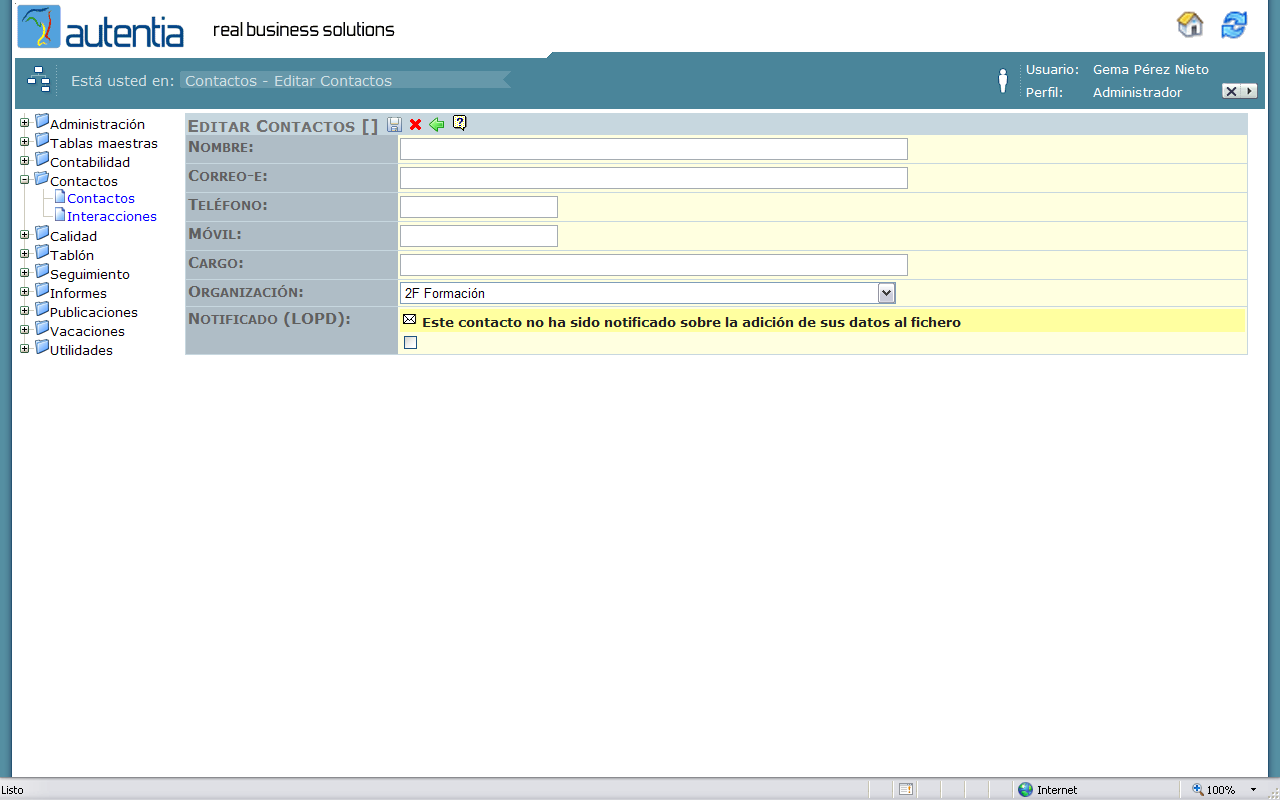 autentia real business solutions
Está usted en: Contactos - Editar Contactos
Usuario: Gema Pérez Nieto
Perfil: Administrador
Administración
Tablas maestras
Contabilidad
Contactos
Contactos
Interacciones
Calidad
Tablón
Seguimiento
Informes
Publicaciones
Vacaciones
Utilidades
Editar Contactos []
Nombre:
Correo-e:
Teléfono:
Móvil:
Cargo:
Organización: 2F Formación
Notificado (LOPD): Este contacto no ha sido notificado sobre la adición de sus datos al fichero
Listo Internet 100%